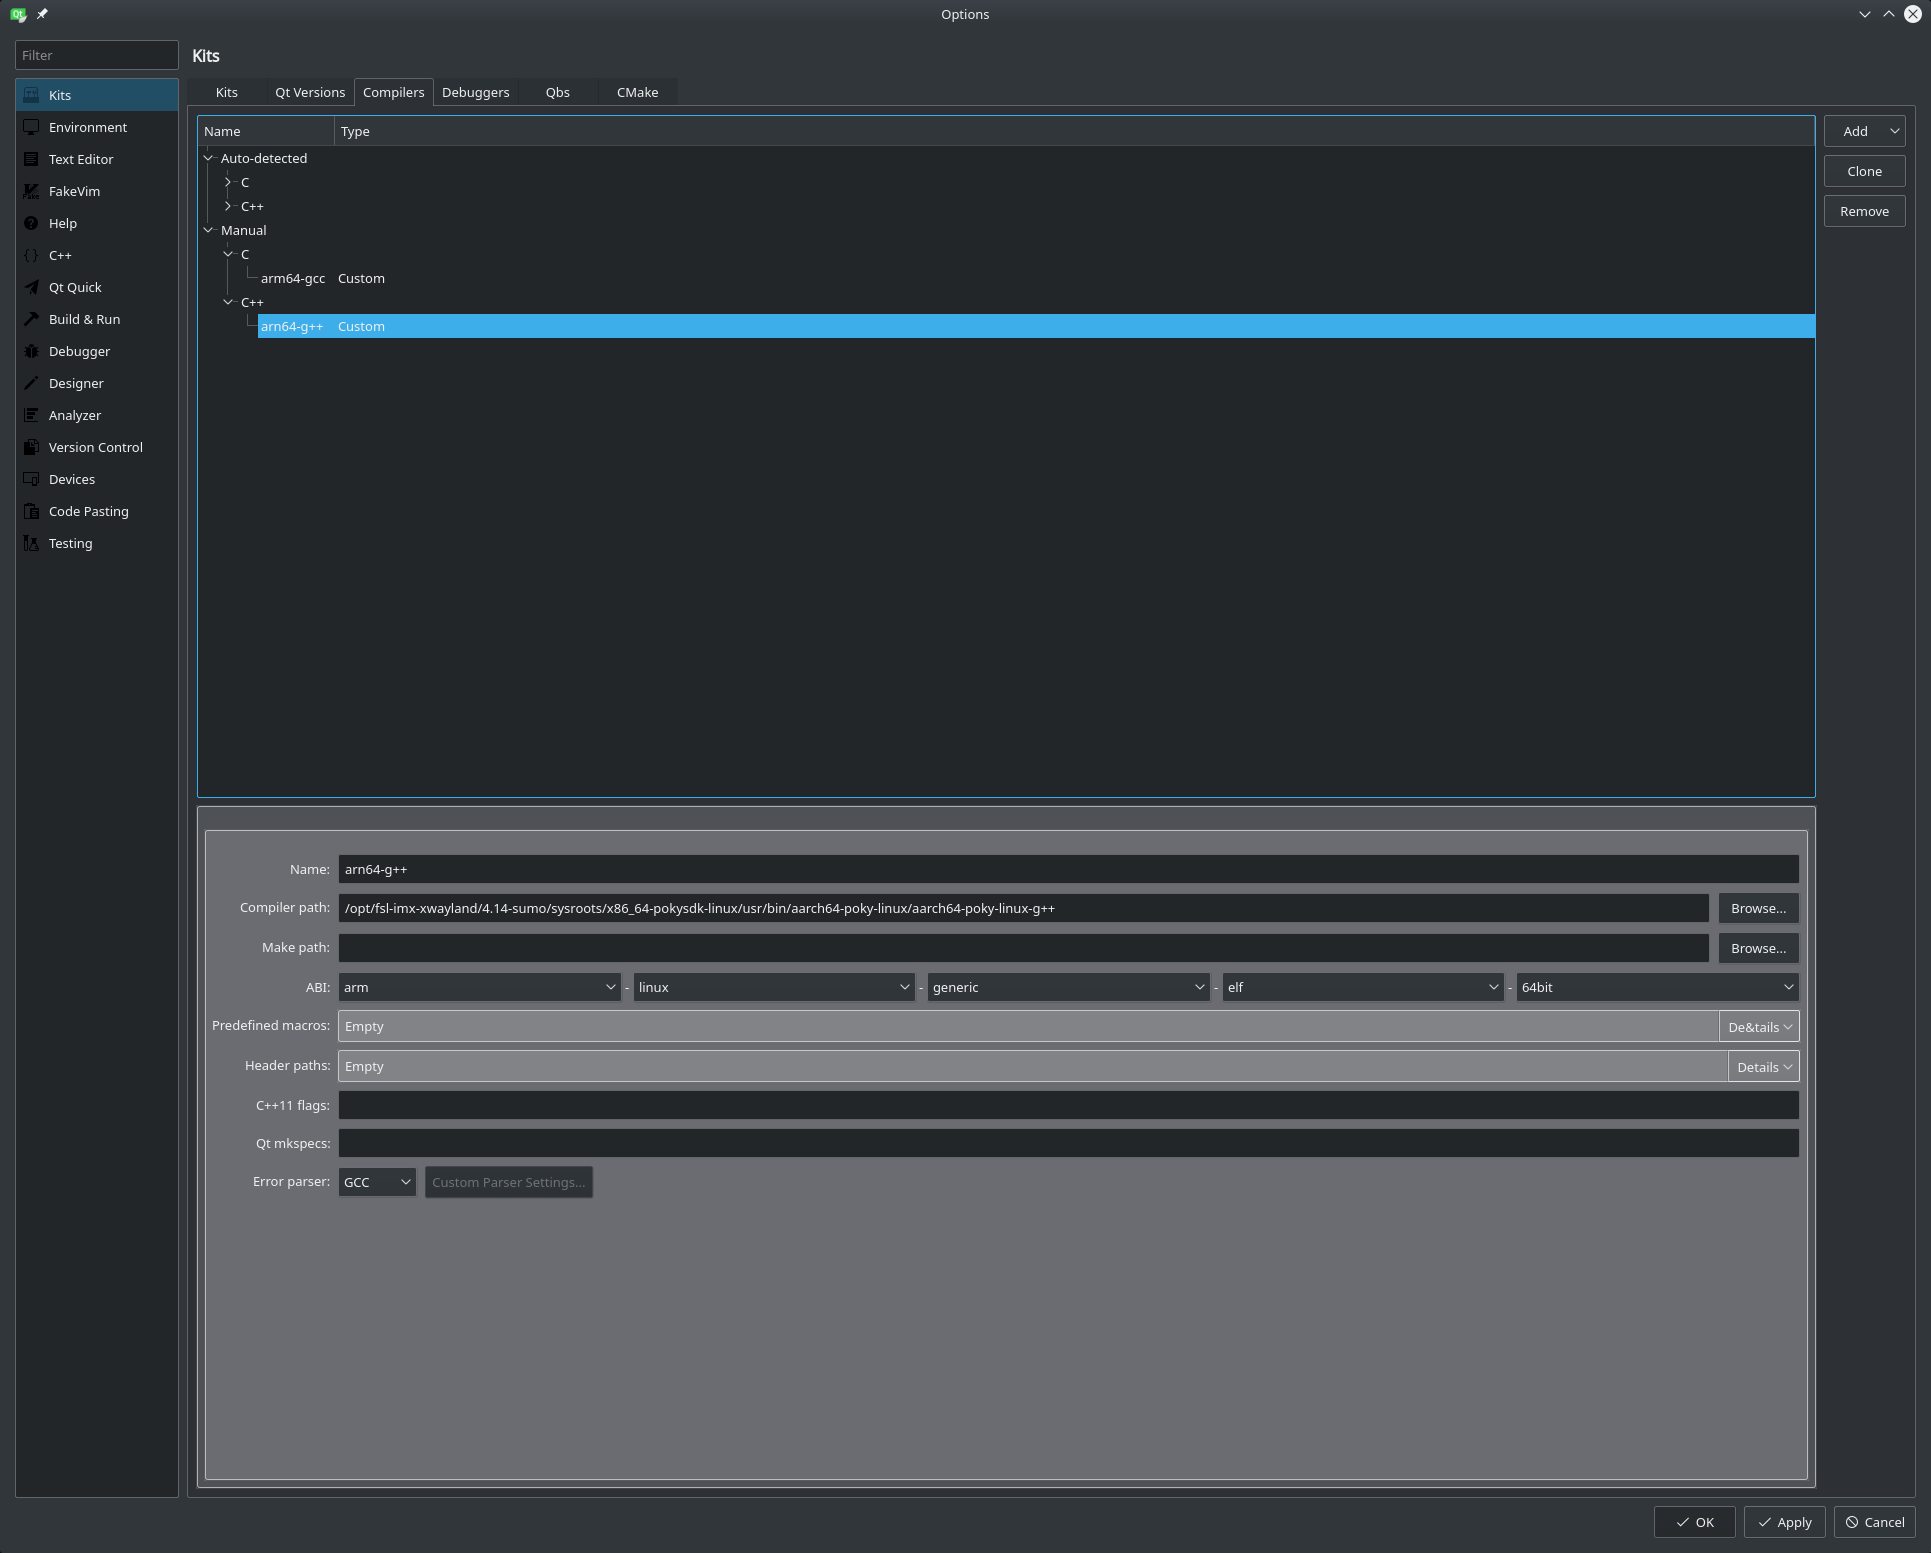 Options
Filter
Kits
Environment
Text Editor
FakeVim
Help
C++
Qt Quick
Build & Run
Debugger
Designer
Analyzer
Version Control
Devices
Code Pasting
Testing
Kits
Kits Qt Versions Compilers Debuggers Qbs CMake
Name Type
Auto-detected
C
C++
Manual
C
arm64-gcc Custom
C++
arn64-g++ Custom
Add
Clone
Remove
Name: arn64-g++
Compiler path: /opt/fsl-imx-xwayland/4.14-sumo/sysroots/x86_64-pokysdk-linux/usr/bin/aarch64-poky-linux/aarch64-poky-linux-g++ Browse...
Make path: Browse...
ABI: arm - linux - generic - elf - 64bit
Predefined macros: Empty De&tails
Header paths: Empty Details
C++11 flags:
Qt mkspecs:
Error parser: GCC Custom Parser Settings...
OK Apply Cancel